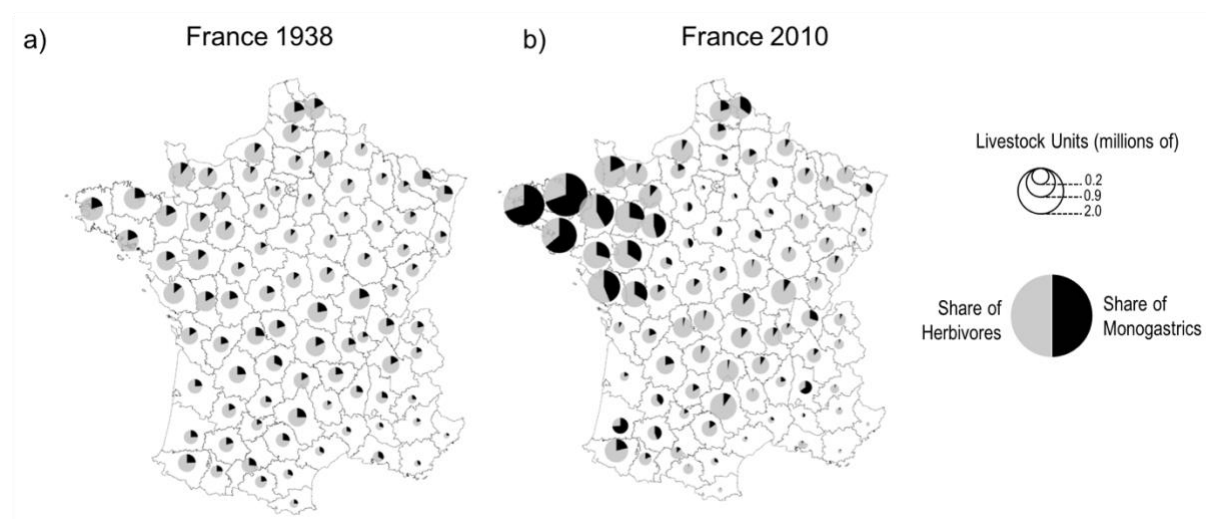 a)
France 1938
b)
France 2010
Livestock Units (millions of)
0.2
0.9
2.0
Share of
Herbivores
Share of
Monogastrics